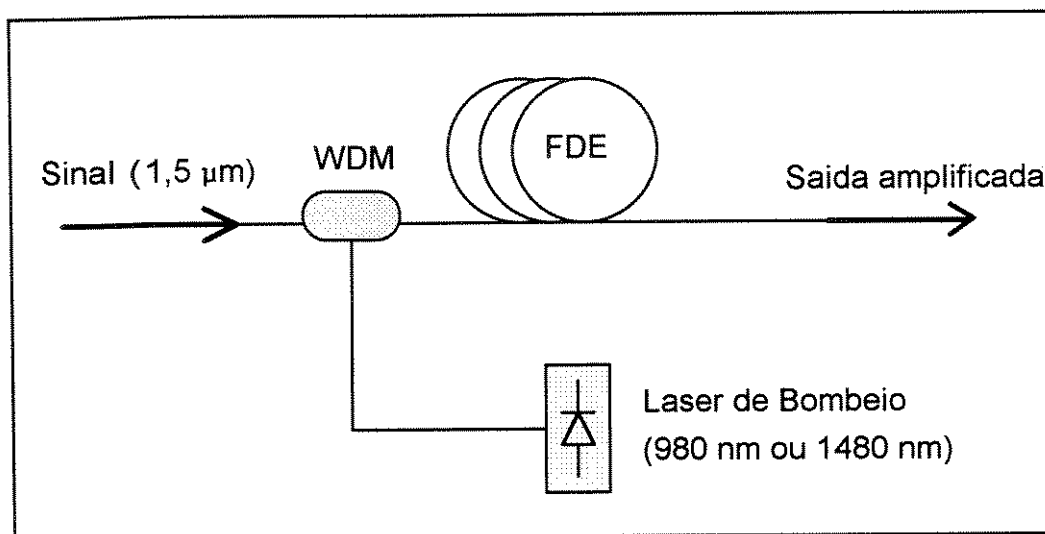 Sinal (1,5 µm)
WDM
FDE
Saida amplificada
Laser de Bombeio
(980 nm ou 1480 nm)